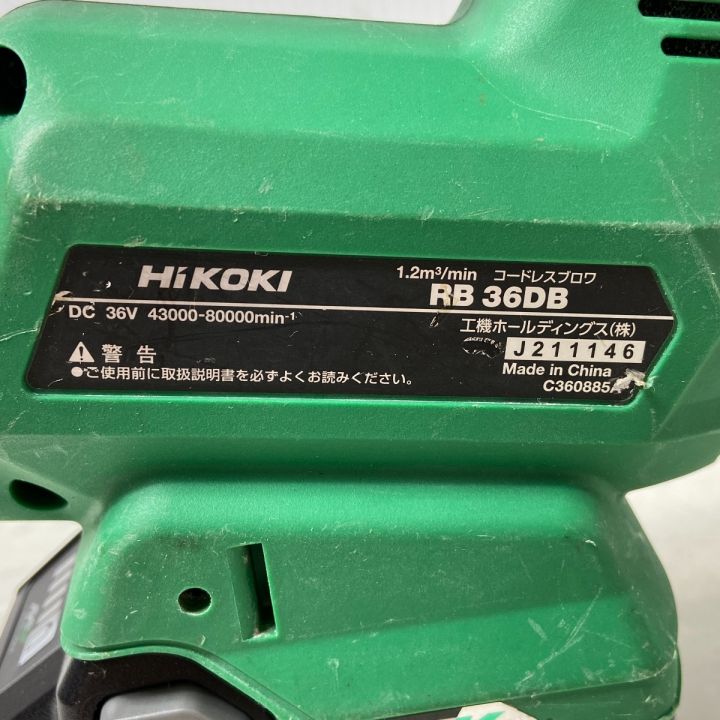 HiKOKI
1.2m³/min コードレスブロワ
RB 36DB
DC 36V 43000-80000min⁻¹
工機ホールディングス(株)
J211146
⚠警告
●ご使用前に取扱説明書を必ずよくお読みください。
Made in China
C360885A